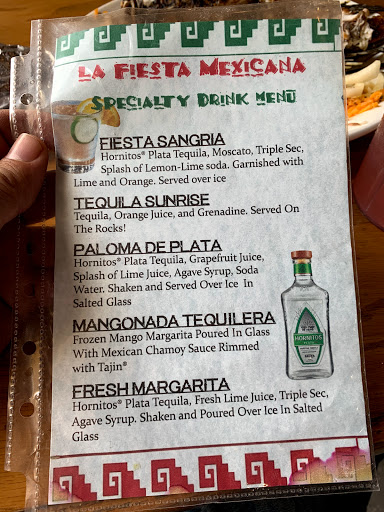 LA FIESTA MEXICANA
SPECIALTY DRINK MENU
FIESTA SANGRIA
Hornitos® Plata Tequila, Moscato, Triple Sec,
Splash of Lemon-Lime soda. Garnished with
Lime and Orange. Served over ice
TEQUILA SUNRISE
Tequila, Orange Juice, and Grenadine. Served On
The Rocks!
PALOMA DE PLATA
Hornitos® Plata Tequila, Grapefruit Juice,
Splash of Lime Juice, Agave Syrup, Soda
Water. Shaken and Served Over Ice In
Salted Glass
HORNITOS
MANGONADA TEQUILERA
Frozen Mango Margarita Poured In Glass
With Mexican Chamoy Sauce Rimmed
with Tajin®
FRESH MARGARITA
Hornitos® Plata Tequila, Fresh Lime Juice, Triple Sec,
Agave Syrup. Shaken and Poured Over Ice In Salted
Glass